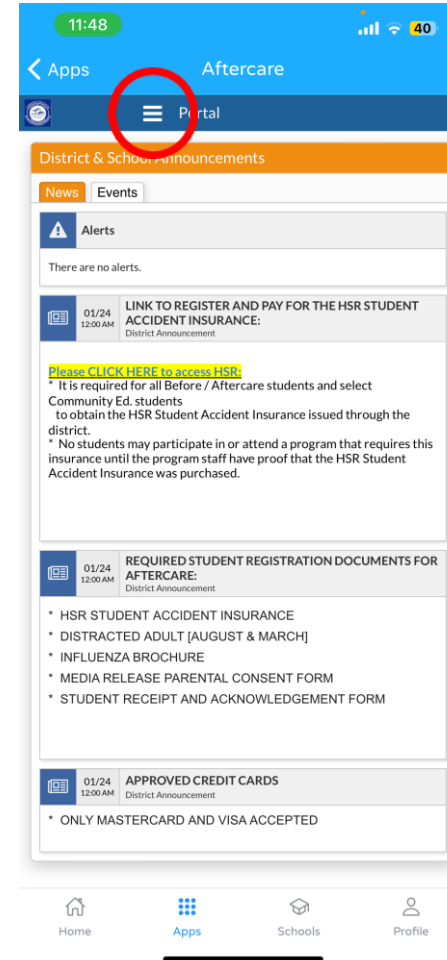 11:48
40
Apps
Aftercare
Portal
District & School Announcements
News
Events
Alerts
There are no alerts.
01/24
12:00 AM
LINK TO REGISTER AND PAY FOR THE HSR STUDENT
ACCIDENT INSURANCE:
District Announcement
Please CLICK HERE to access HSR:
* It is required for all Before / Aftercare students and select
Community Ed. students
to obtain the HSR Student Accident Insurance issued through the
district.
* No students may participate in or attend a program that requires this
insurance until the program staff have proof that the HSR Student
Accident Insurance was purchased.
01/24
12:00 AM
REQUIRED STUDENT REGISTRATION DOCUMENTS FOR
AFTERCARE:
District Announcement
* HSR STUDENT ACCIDENT INSURANCE
* DISTRACTED ADULT [AUGUST & MARCH]
* INFLUENZA BROCHURE
* MEDIA RELEASE PARENTAL CONSENT FORM
* STUDENT RECEIPT AND ACKNOWLEDGEMENT FORM
01/24
12:00 AM
APPROVED CREDIT CARDS
District Announcement
* ONLY MASTERCARD AND VISA ACCEPTED
Home
Apps
Schools
Profile